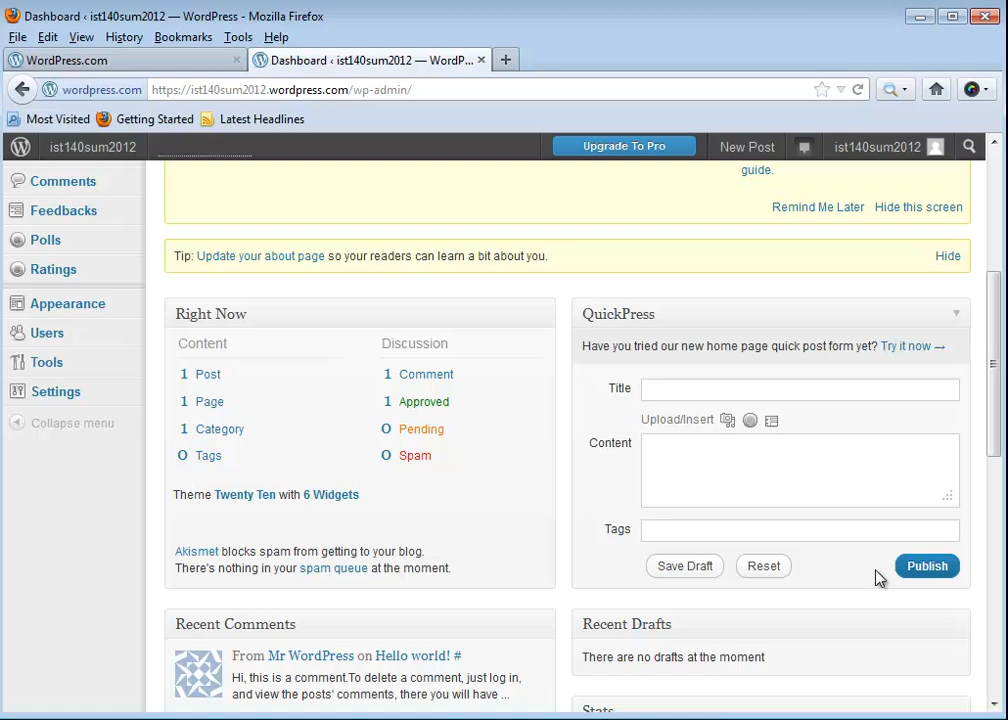 Dashboard ‹ ist140sum2012 — WordPress - Mozilla Firefox
File Edit View History Bookmarks Tools Help
WordPress.com
Dashboard ‹ ist140sum2012 — WordP...
wordpress.com https://ist140sum2012.wordpress.com/wp-admin/
Most Visited Getting Started Latest Headlines
ist140sum2012 Upgrade To Pro New Post ist140sum2012
guide.
Remind Me Later Hide this screen
Tip: Update your about page so your readers can learn a bit about you. Hide
Comments
Feedbacks
Polls
Ratings
Appearance
Users
Tools
Settings
Collapse menu
Right Now
Content Discussion
1 Post 1 Comment
1 Page 1 Approved
1 Category 0 Pending
0 Tags 0 Spam
Theme Twenty Ten with 6 Widgets
Akismet blocks spam from getting to your blog.
There's nothing in your spam queue at the moment.
QuickPress
Have you tried our new home page quick post form yet? Try it now →
Title
Upload/Insert
Content
Tags
Save Draft Reset Publish
Recent Comments
From Mr WordPress on Hello world! #
Hi, this is a comment.To delete a comment, just log in,
and view the posts' comments, there you will have ...
Recent Drafts
There are no drafts at the moment
Stats